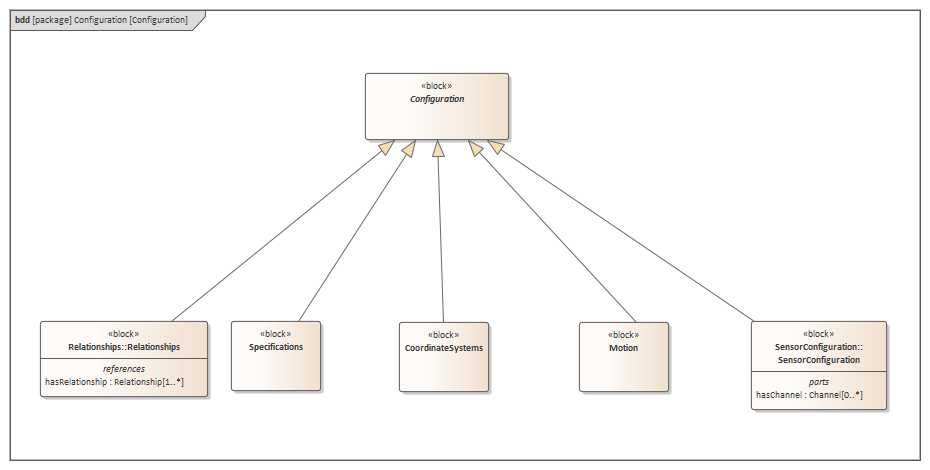 bdd [package] Configuration [Configuration]
«block»
Configuration
«block»
Relationships::Relationships
references
hasRelationship : Relationship[1..*]
«block»
Specifications
«block»
CoordinateSystems
«block»
Motion
«block»
SensorConfiguration::
SensorConfiguration
parts
hasChannel : Channel[0..*]